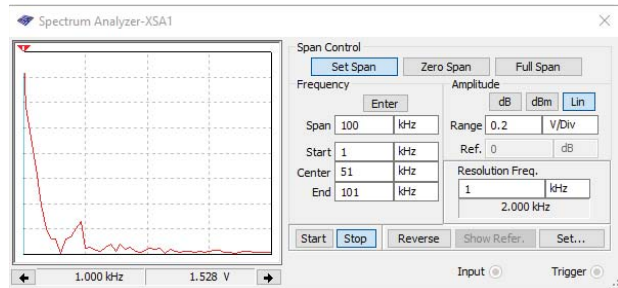 Spectrum Analyzer-XSA1
Span Control
Set Span Zero Span Full Span
Frequency
Enter
Span 100 kHz
Start 1 kHz
Center 51 kHz
End 101 kHz
Amplitude
dB dBm Lin
Range 0.2 V/Div
Ref. 0 dB
Resolution Freq.
1 kHz
2.000 kHz
Start Stop Reverse Show Refer. Set...
1.000 kHz 1.528 V
Input Trigger